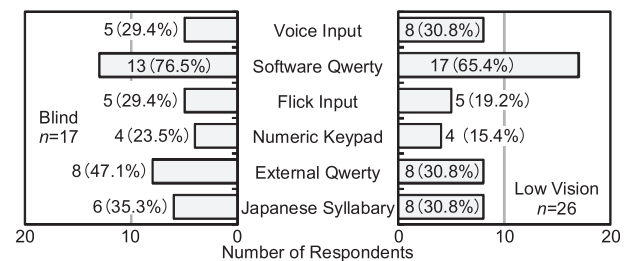 5 (29.4%) Voice Input 8 (30.8%)
13 (76.5%) Software Qwerty 17 (65.4%)
5 (29.4%) Flick Input 5 (19.2%)
Blind
n=17
4 (23.5%) Numeric Keypad 4 (15.4%)
8 (47.1%) External Qwerty 8 (30.8%)
Low Vision
n=26
6 (35.3%) Japanese Syllabary 8 (30.8%)
20 10 0 0 10 20
Number of Respondents